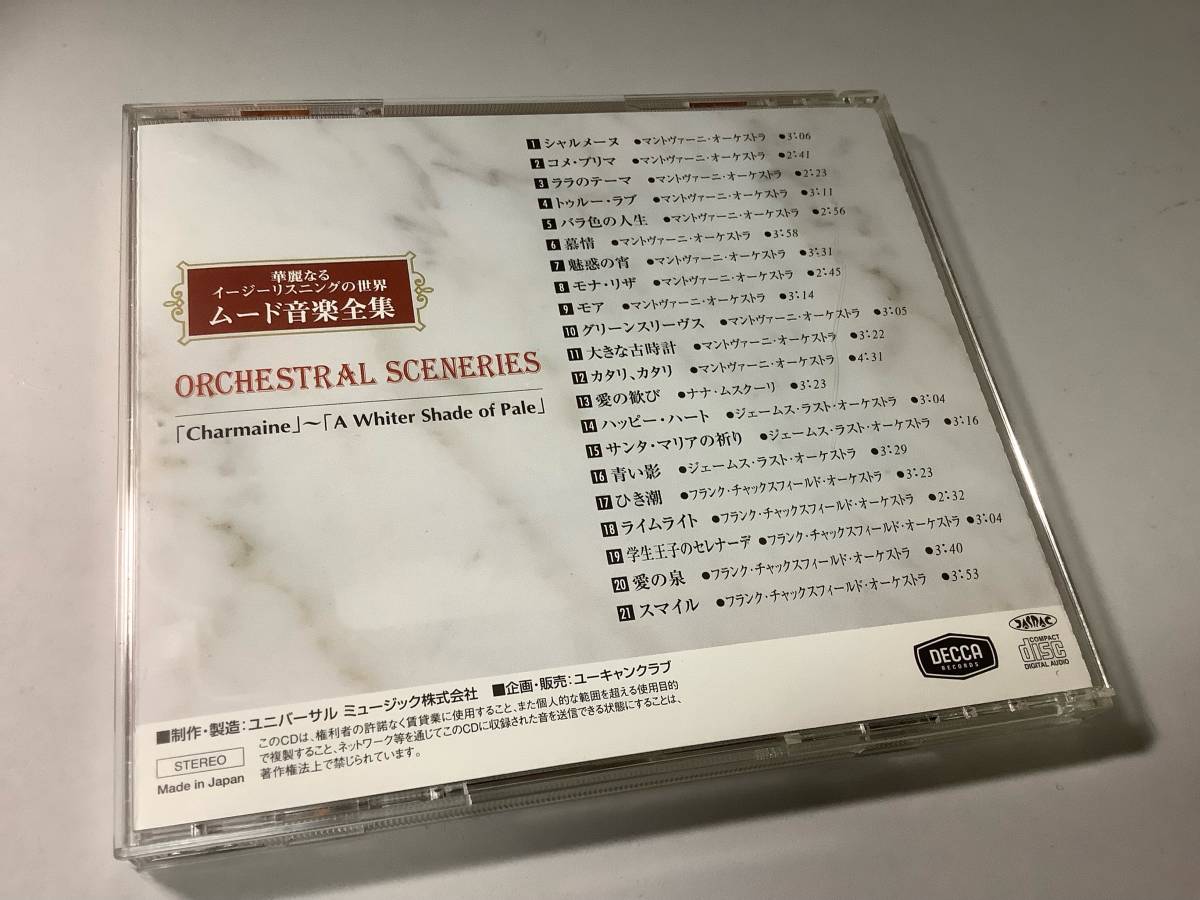 華麗なる
イージーリスニングの世界
ムード音楽全集
ORCHESTRAL SCENERIES
「Charmaine」～「A Whiter Shade of Pale」
1 シャルメーヌ ●マントヴァーニ・オーケストラ ●3:06
2 コメ・プリマ ●マントヴァーニ・オーケストラ ●2:41
3 ララのテーマ ●マントヴァーニ・オーケストラ ●2:23
4 トゥルー・ラブ ●マントヴァーニ・オーケストラ ●3:11
5 バラ色の人生 ●マントヴァーニ・オーケストラ ●2:56
6 慕情 ●マントヴァーニ・オーケストラ ●3:58
7 魅惑の宵 ●マントヴァーニ・オーケストラ ●3:31
8 モナ・リザ ●マントヴァーニ・オーケストラ ●2:45
9 モア ●マントヴァーニ・オーケストラ ●3:14
10 グリーンスリーヴス ●マントヴァーニ・オーケストラ ●3:05
11 大きな古時計 ●マントヴァーニ・オーケストラ ●3:22
12 カタリ、カタリ ●マントヴァーニ・オーケストラ ●4:31
13 愛の歓び ●ナナ・ムスクーリ ●3:23
14 ハッピー・ハート ●ジェームス・ラスト・オーケストラ ●3:04
15 サンタ・マリアの祈り ●ジェームス・ラスト・オーケストラ ●3:16
16 青い影 ●ジェームス・ラスト・オーケストラ ●3:29
17 ひき潮 ●フランク・チャックスフィールド・オーケストラ ●3:23
18 ライムライト ●フランク・チャックスフィールド・オーケストラ ●2:32
19 学生王子のセレナーデ ●フランク・チャックスフィールド・オーケストラ ●3:04
20 愛の泉 ●フランク・チャックスフィールド・オーケストラ ●3:40
21 スマイル ●フランク・チャックスフィールド・オーケストラ ●3:53
DECCA
RECORDS
JASRAC
COMPACT
disc
DIGITAL AUDIO
■制作・製造：ユニバーサル ミュージック株式会社 ■企画・販売：ユーキャンクラブ
STEREO
Made in Japan
このCDは、権利者の許諾なく賃貸業に使用すること、また個人的な範囲を超える使用目的
で複製すること、ネットワーク等を通じてこのCDに収録された音を送信できる状態にすることは、
著作権法上で禁じられています。